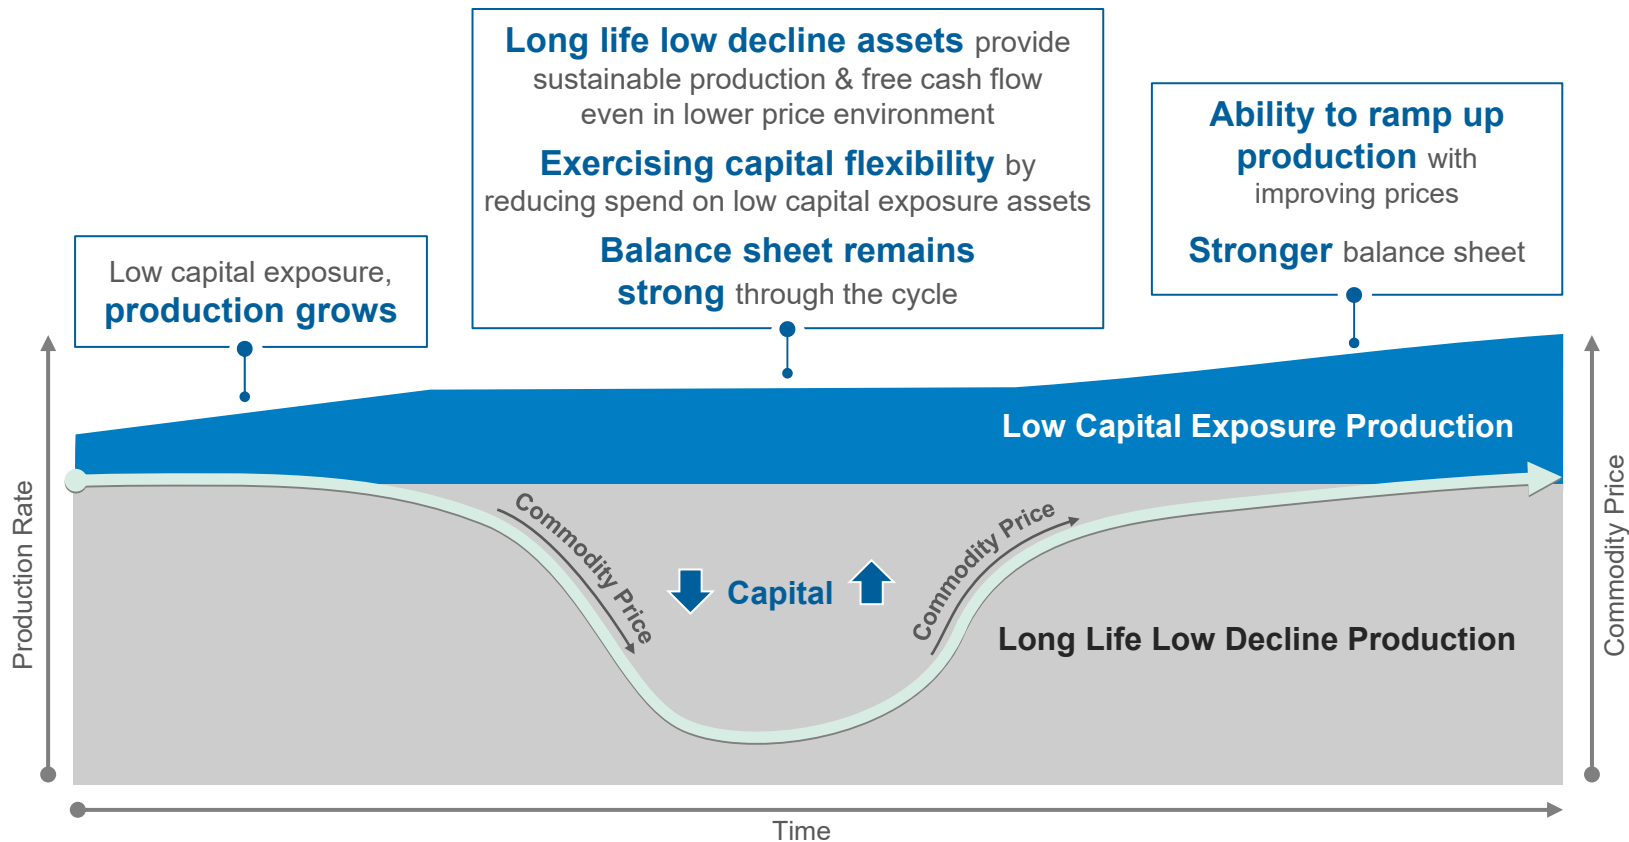 Long life low decline assets provide
sustainable production & free cash flow
even in lower price environment
Exercising capital flexibility by
reducing spend on low capital exposure assets
Balance sheet remains
strong through the cycle
Ability to ramp up
production with
improving prices
Stronger balance sheet
Low capital exposure,
production grows
Low Capital Exposure Production
Production Rate
Commodity Price
Commodity Price
Commodity Price
Capital
Long Life Low Decline Production
Time